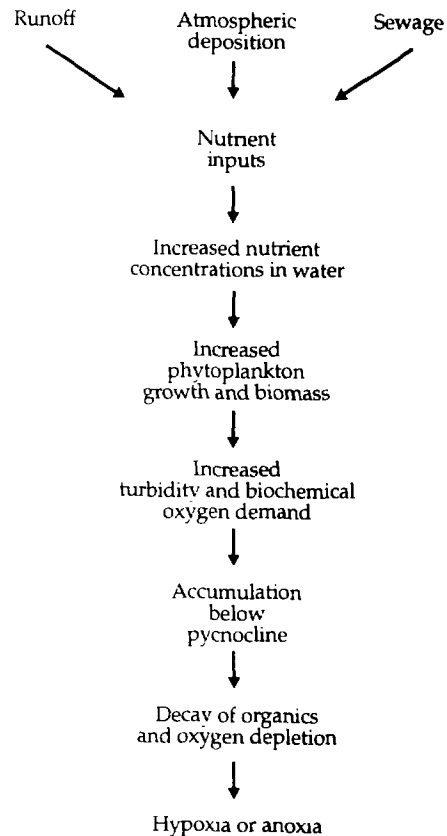 Runoff
Atmospheric
deposition
Sewage
Nutrient
inputs
Increased nutrient
concentrations in water
Increased
phytoplankton
growth and biomass
Increased
turbidity and biochemical
oxygen demand
Accumulation
below
pycnocline
Decay of organics
and oxygen depletion
Hypoxia or anoxia